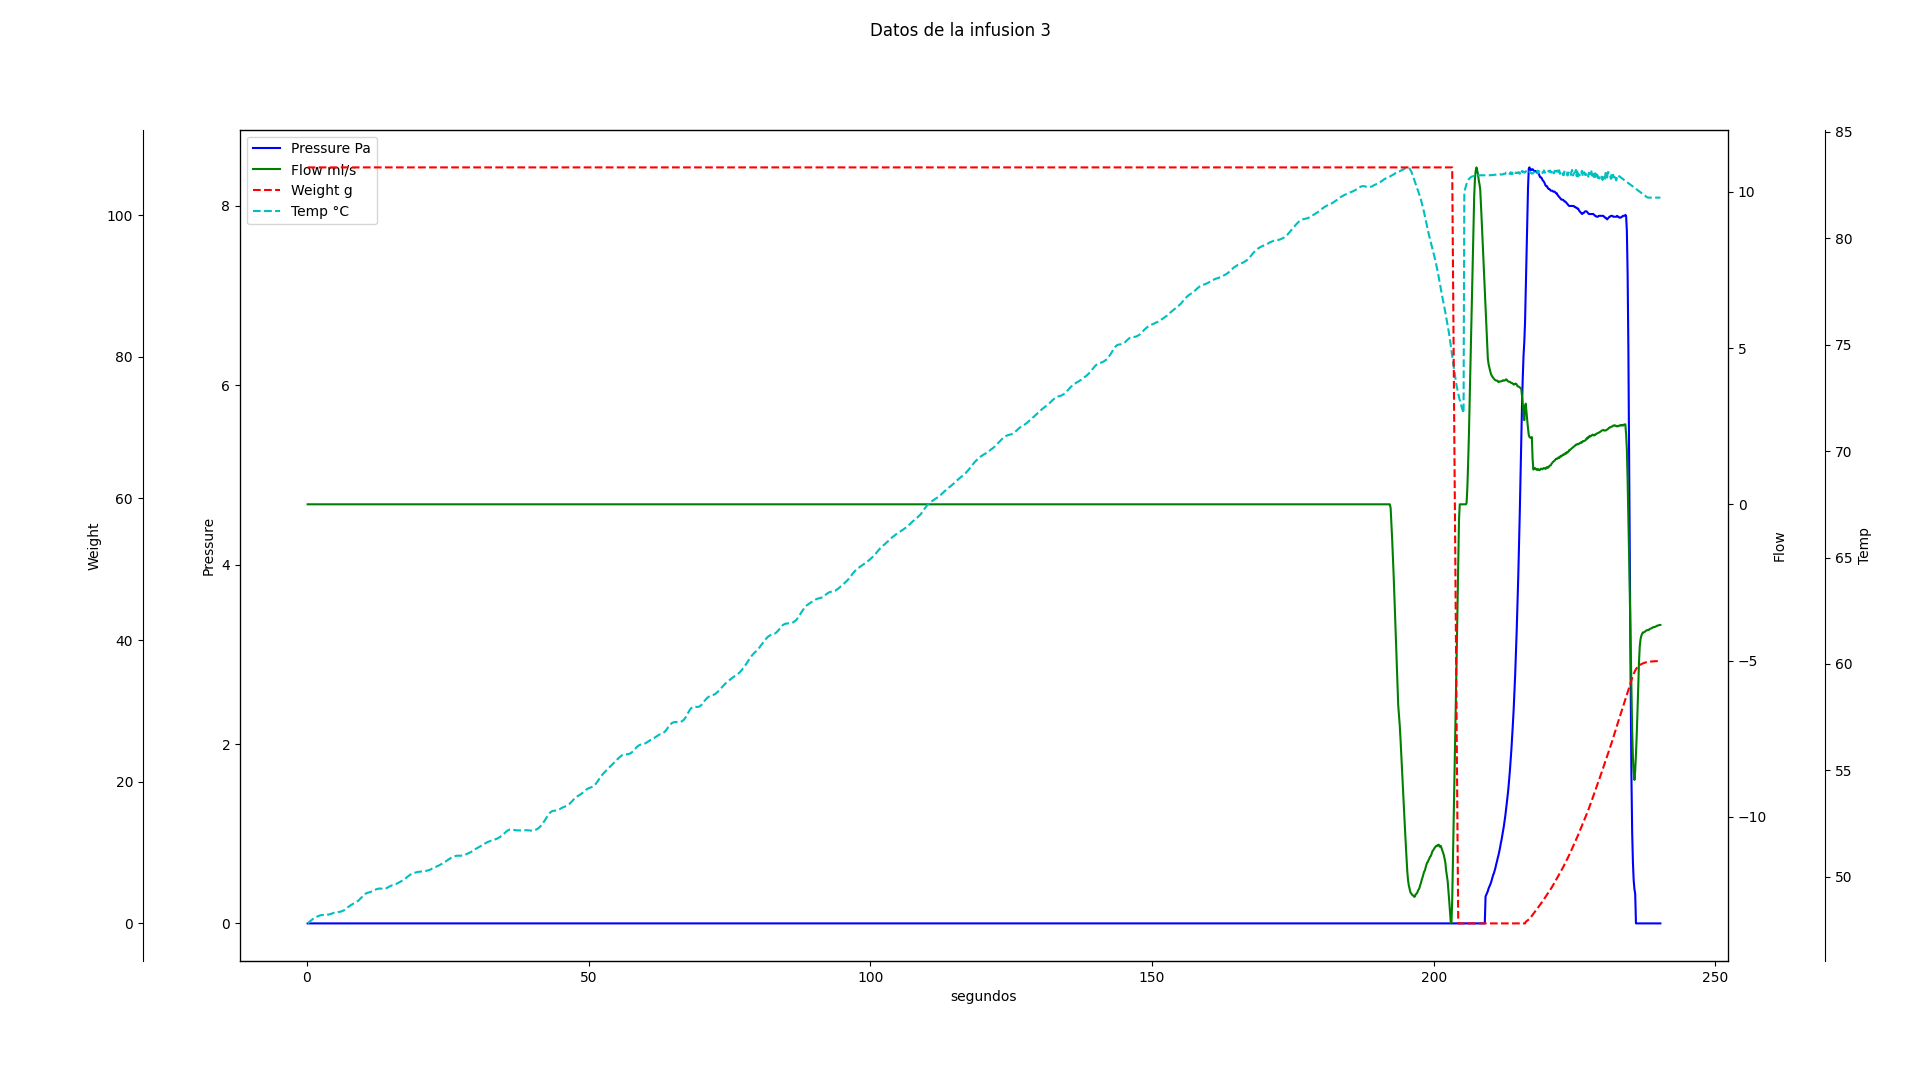 Datos de la infusion 3
Pressure Pa
Flow ml/s
Weight g
Temp °C
Weight
0
20
40
60
80
100
Pressure
0
2
4
6
8
Flow
−10
−5
0
5
10
Temp
50
55
60
65
70
75
80
85
0 50 100 150 200 250
segundos